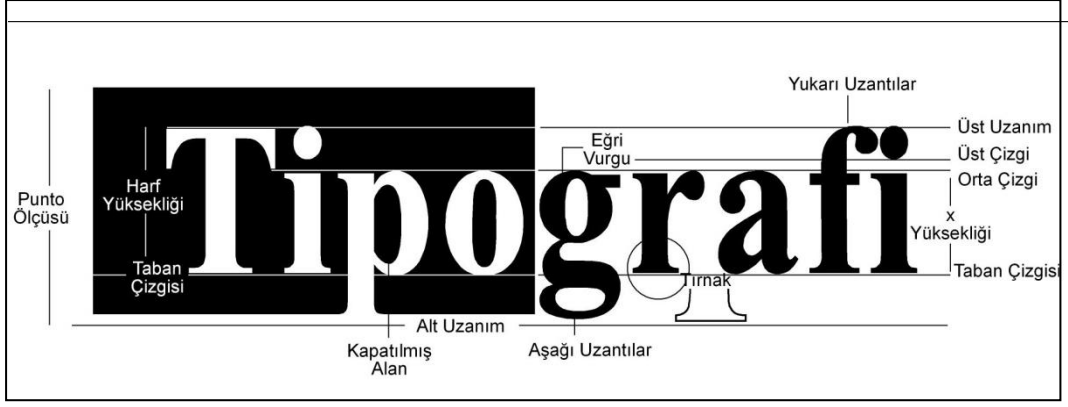 Yukarı Uzantılar
Üst Uzanım
Eğri
Vurgu
Üst Çizgi
Tipografi
Orta Çizgi
Harf
Yüksekliği
Punto
Ölçüsü
x
Yüksekliği
Taban
Çizgisi
Taban Çizgisi
Tırnak
Alt Uzanım
Kapatılmış
Alan
Aşağı Uzantılar